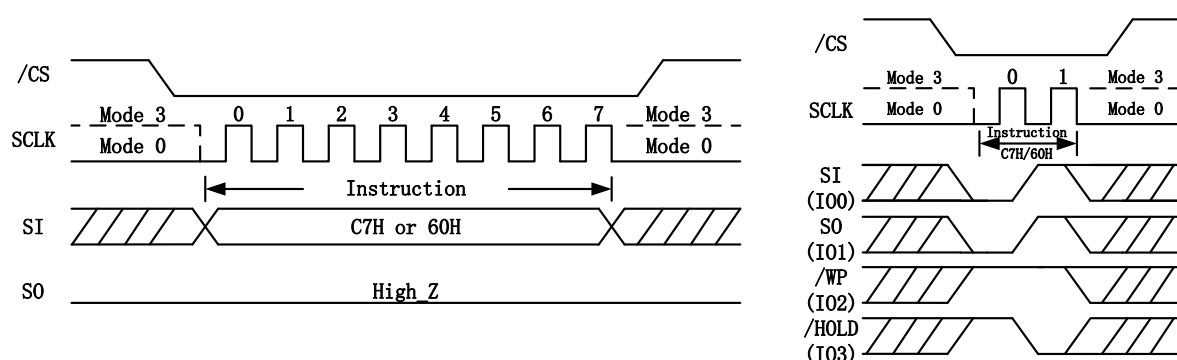 /CS
Mode 3 0 1 2 3 4 5 6 7 Mode 3
SCLK
Mode 0 Mode 0
Instruction
SI C7H or 60H
SO High_Z
/CS
Mode 3 0 1 Mode 3
SCLK Mode 0 Mode 0
Instruction
C7H/60H
SI
(IO0)
SO
(IO1)
/WP
(IO2)
/HOLD
(IO3)